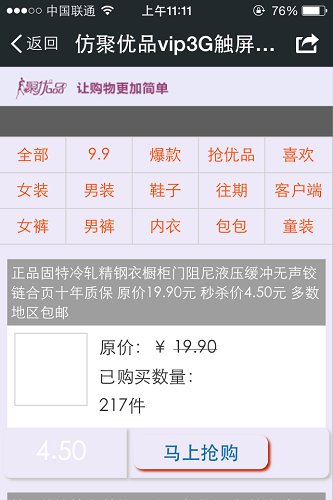 中国联通 上午11:11 76%
返回 仿聚优品vip3G触屏...
聚优品 让购物更加简单
全部 9.9 爆款 抢优品 喜欢
女装 男装 鞋子 往期 客户端
女裤 男裤 内衣 包包 童装
正品固特冷轧精钢衣橱柜门阻尼液压缓冲无声铰
链合页十年质保 原价19.90元 秒杀价4.50元 多数
地区包邮
原价：￥ 19.90
已购买数量：
217件
4.50 马上抢购